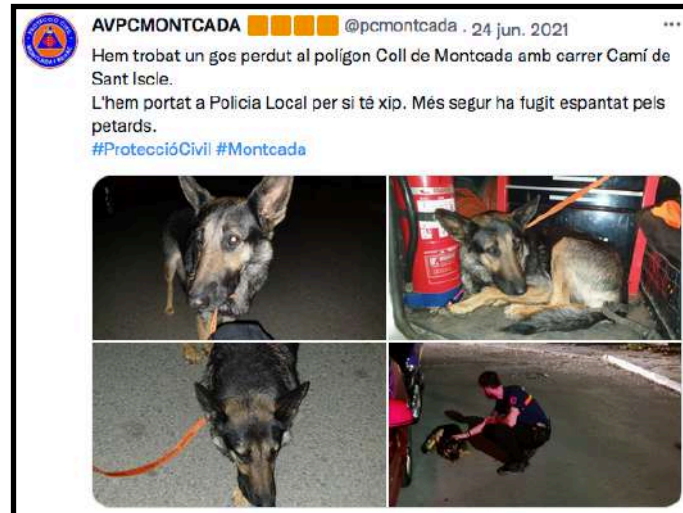 AVPCMONTCADA @pcmontcada . 24 jun. 2021
Hem trobat un gos perdut al polígon Coll de Montcada amb carrer Camí de
Sant Iscle.
L'hem portat a Policia Local per si té xip. Més segur ha fugit espantat pels
petards.
#ProteccióCivil #Montcada